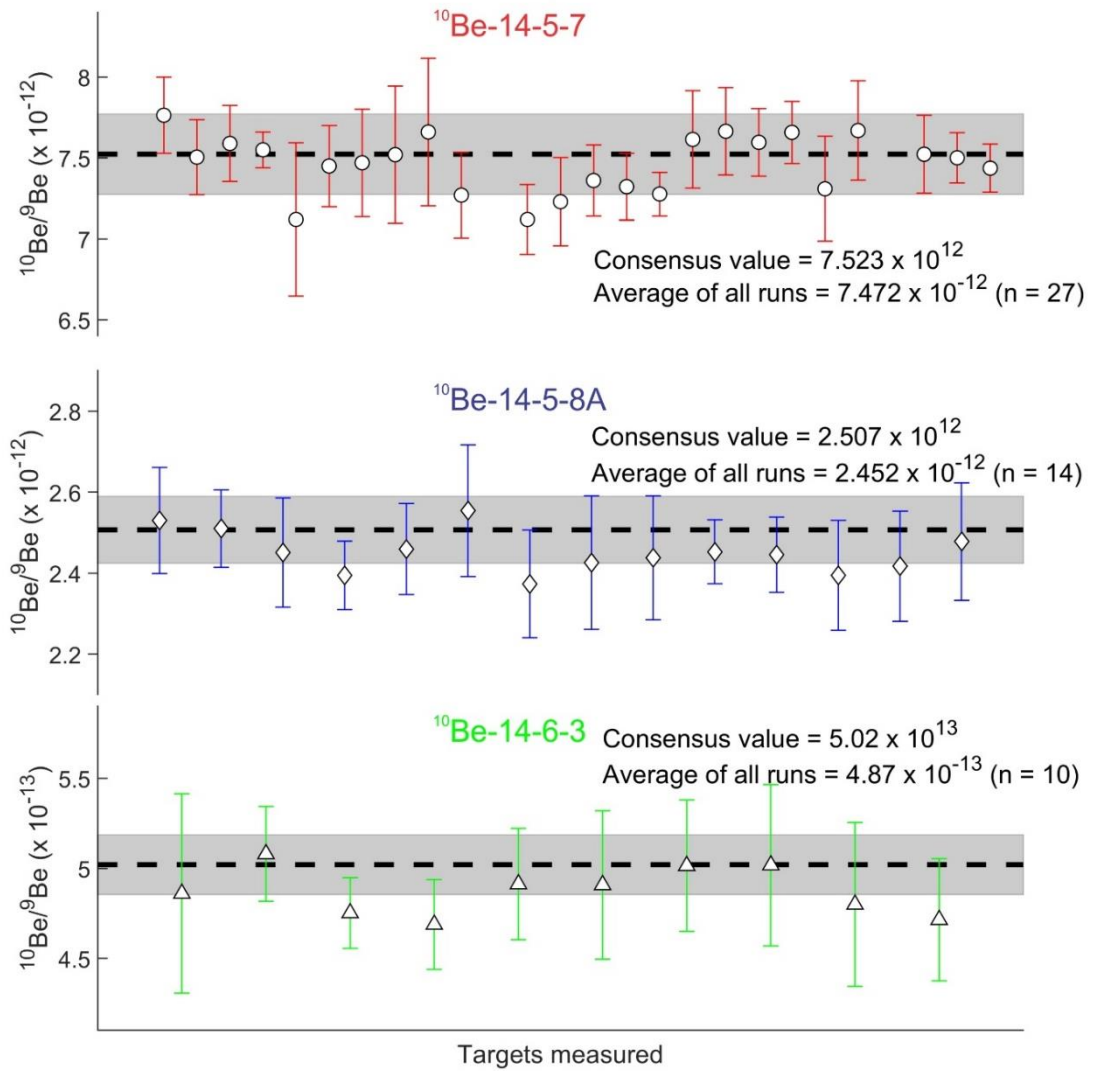 ¹⁰Be-14-5-7
¹⁰Be/⁹Be (x 10⁻¹²)
8
7.5
7
6.5
Consensus value = 7.523 x 10¹²
Average of all runs = 7.472 x 10⁻¹² (n = 27)
¹⁰Be-14-5-8A
¹⁰Be/⁹Be (x 10⁻¹²)
2.8
2.6
2.4
2.2
Consensus value = 2.507 x 10¹²
Average of all runs = 2.452 x 10⁻¹² (n = 14)
¹⁰Be-14-6-3
¹⁰Be/⁹Be (x 10⁻¹³)
5.5
5
4.5
Consensus value = 5.02 x 10¹³
Average of all runs = 4.87 x 10⁻¹³ (n = 10)
Targets measured